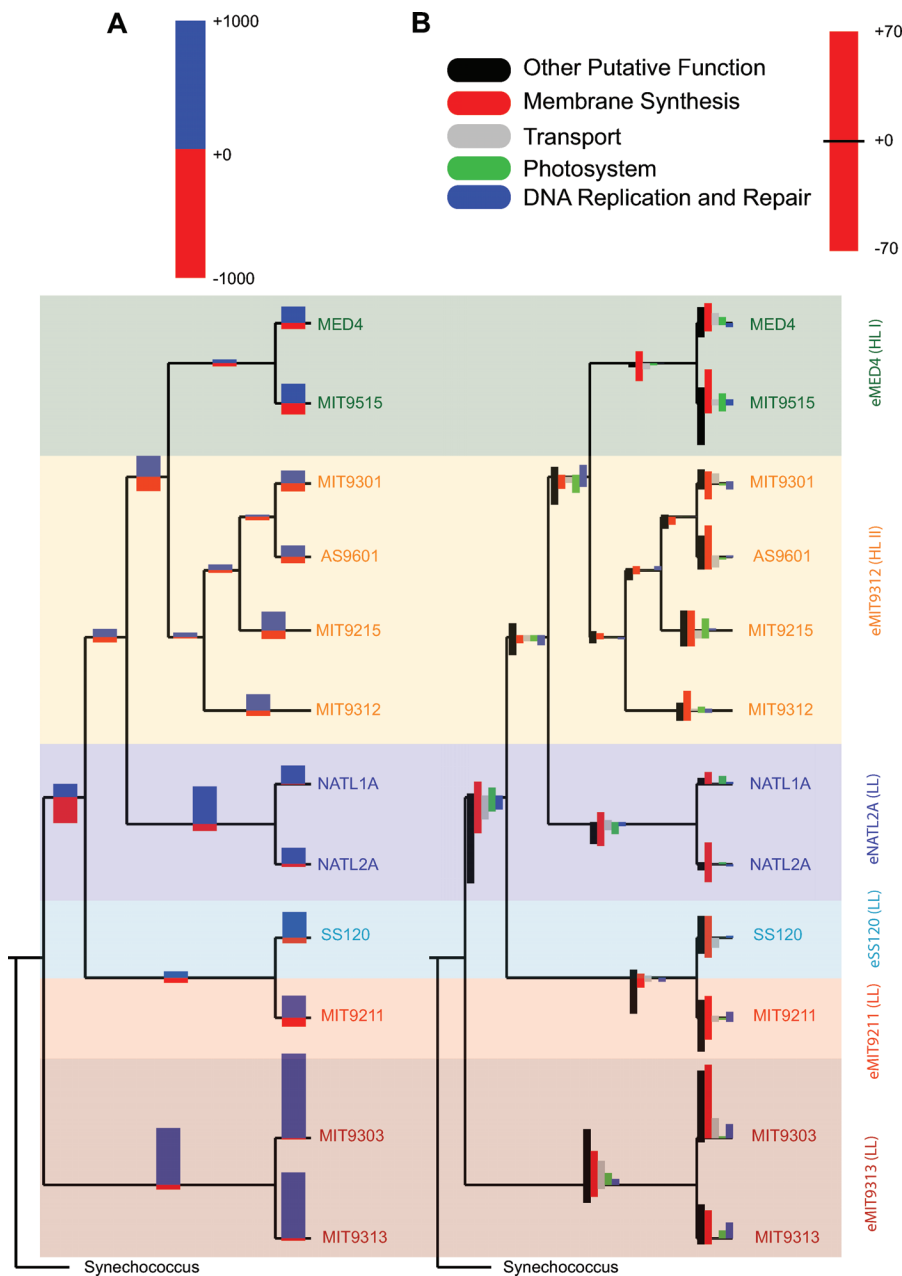 A
+1000
+0
-1000
B
Other Putative Function
Membrane Synthesis
Transport
Photosystem
DNA Replication and Repair
+70
+0
-70
MED4
MIT9515
MIT9301
AS9601
MIT9215
MIT9312
NATL1A
NATL2A
SS120
MIT9211
MIT9303
MIT9313
Synechococcus
MED4
MIT9515
MIT9301
AS9601
MIT9215
MIT9312
NATL1A
NATL2A
SS120
MIT9211
MIT9303
MIT9313
Synechococcus
eMED4 (HL I)
eMIT9312 (HL II)
eNATL2A (LL)
eSS120 (LL)
eMIT9211 (LL)
eMIT9313 (LL)